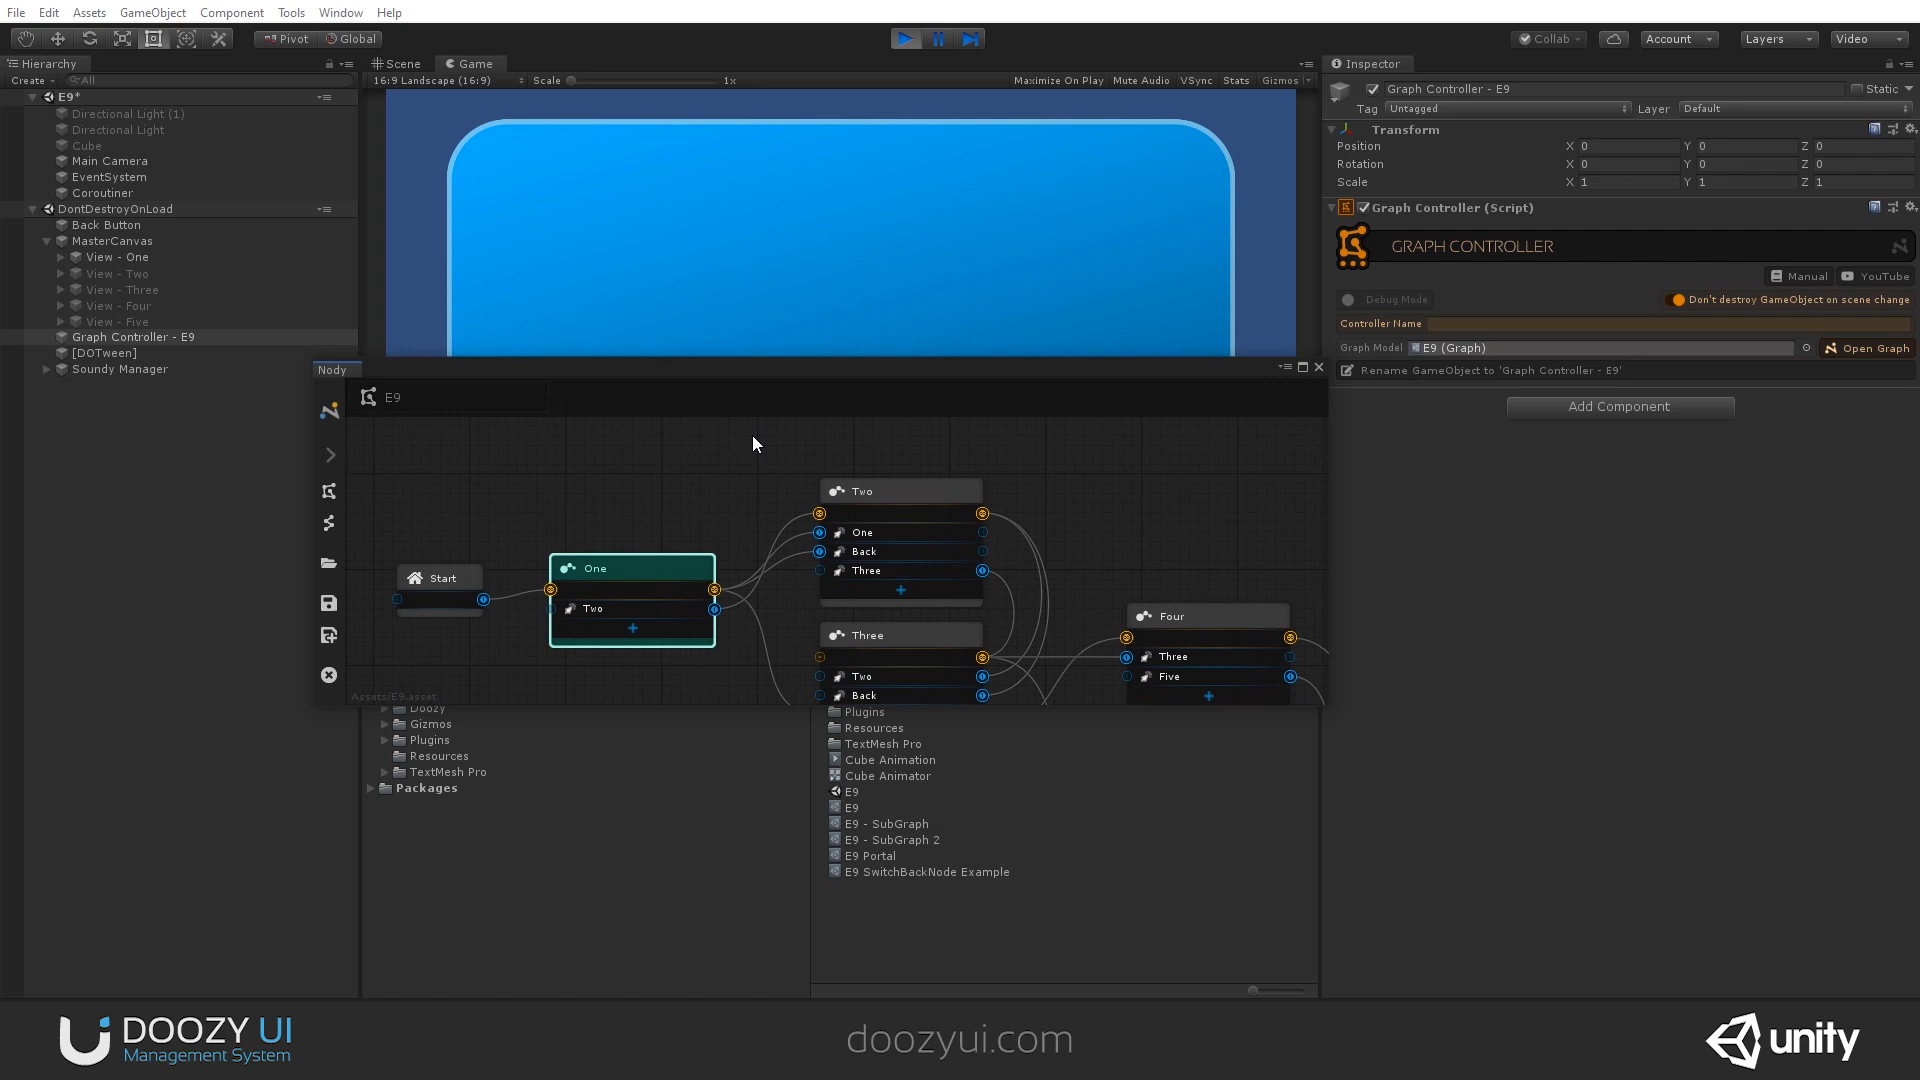 File Edit Assets GameObject Component Tools Window Help
Pivot Global Collab Account Layers Video
Hierarchy
Create All
E9*
Directional Light (1)
Directional Light
Cube
Main Camera
EventSystem
Coroutiner
DontDestroyOnLoad
Back Button
MasterCanvas
View - One
View - Two
View - Three
View - Four
View - Five
Graph Controller - E9
[DOTween]
Soundy Manager
Scene Game
16:9 Landscape (16:9) Scale 1x Maximize On Play Mute Audio VSync Stats Gizmos
Nody
E9
Start
One
Two
Two
One
Back
Three
Three
Two
Back
Four
Three
Five
Assets/E9.asset
Doozy
Gizmos
Plugins
Resources
TextMesh Pro
Packages
Plugins
Resources
TextMesh Pro
Cube Animation
Cube Animator
E9
E9
E9 - SubGraph
E9 - SubGraph 2
E9 Portal
E9 SwitchBackNode Example
Inspector
Graph Controller - E9 Static
Tag Untagged Layer Default
Transform
Position X 0 Y 0 Z 0
Rotation X 0 Y 0 Z 0
Scale X 1 Y 1 Z 1
Graph Controller (Script)
GRAPH CONTROLLER
Manual YouTube
Debug Mode Don't destroy GameObject on scene change
Controller Name
Graph Model E9 (Graph) Open Graph
Rename GameObject to 'Graph Controller - E9'
Add Component
DOOZY UI
Management System
doozyui.com
unity